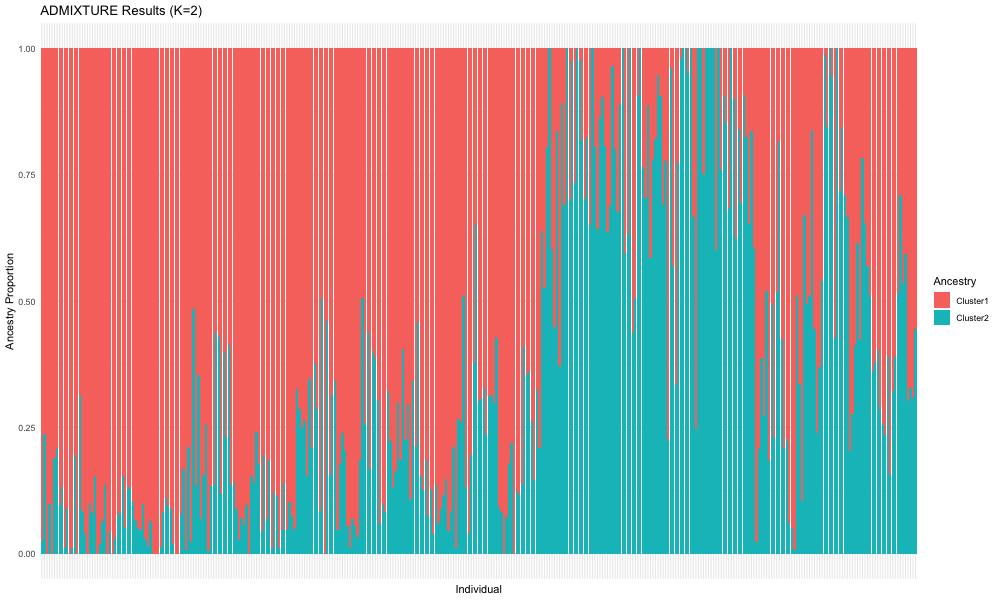 ADMIXTURE Results (K=2)
1.00
0.75
0.50
0.25
0.00
Ancestry Proportion
Individual
Ancestry
Cluster1
Cluster2